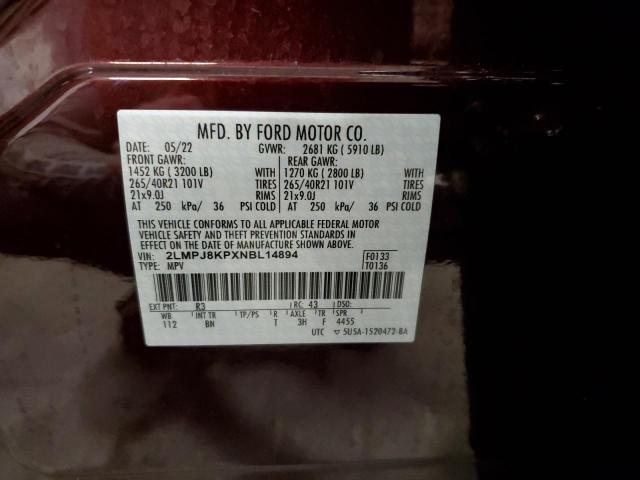 MFD. BY FORD MOTOR CO.
DATE: 05/22 GVWR: 2681 KG ( 5910 LB)
FRONT GAWR: REAR GAWR:
1452 KG ( 3200 LB) WITH 1270 KG ( 2800 LB) WITH
265/40R21 101V TIRES 265/40R21 101V TIRES
21x9.0J RIMS 21x9.0J RIMS
AT 250 kPa/ 36 PSI COLD AT 250 kPa/ 36 PSI COLD
THIS VEHICLE CONFORMS TO ALL APPLICABLE FEDERAL MOTOR
VEHICLE SAFETY AND THEFT PREVENTION STANDARDS IN
EFFECT ON THE DATE OF MANUFACTURE SHOWN ABOVE.
VIN: 2LMPJ8KPXNBL14894 F0133
TYPE: MPV T0136
EXT PNT: R3 RC: 43 DSO:
WB INT TR TP/PS R AXLE TR SPR
112 BN T 3H F 4455
UTC ▽ 5U5A-1520472-BA